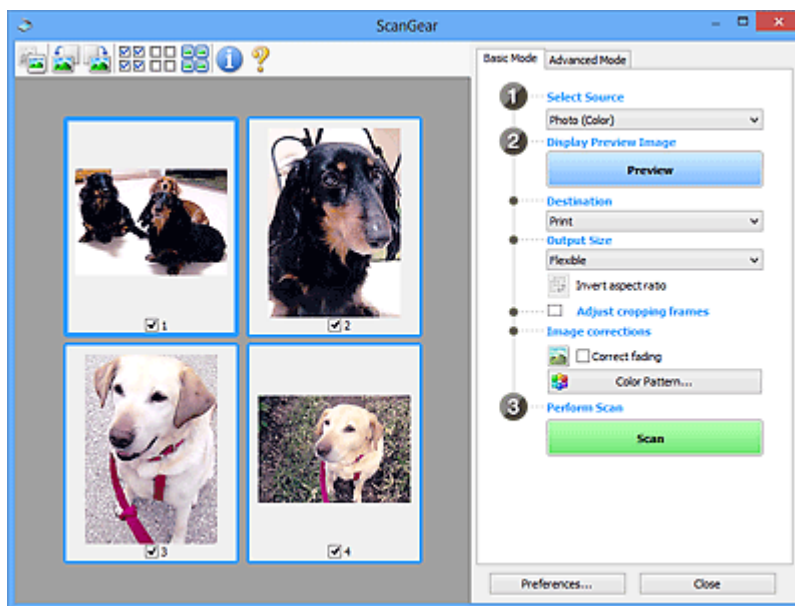 ScanGear
Basic Mode
Advanced Mode
1
Select Source
Photo (Color)
2
Display Preview Image
Preview
Destination
Print
Output Size
Flexible
Invert aspect ratio
Adjust cropping frames
Image corrections
Correct fading
Color Pattern...
3
Perform Scan
Scan
1
2
3
4
Preferences...
Close